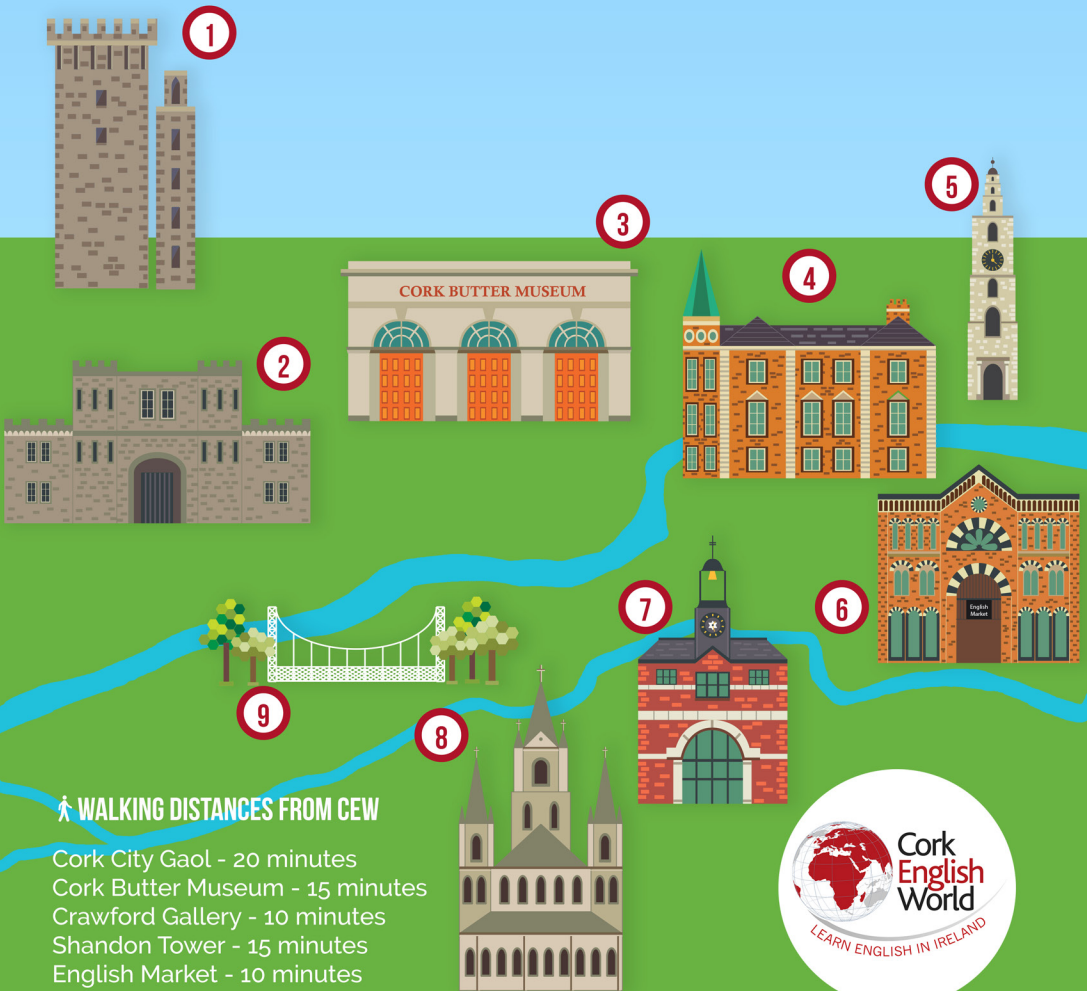 1
5
3
4
CORK BUTTER MUSEUM
2
English
Market
7
6
9
8
WALKING DISTANCES FROM CEW
Cork City Gaol - 20 minutes
Cork Butter Museum - 15 minutes
Crawford Gallery - 10 minutes
Shandon Tower - 15 minutes
English Market - 10 minutes
Cork
English
World
LEARN ENGLISH IN IRELAND